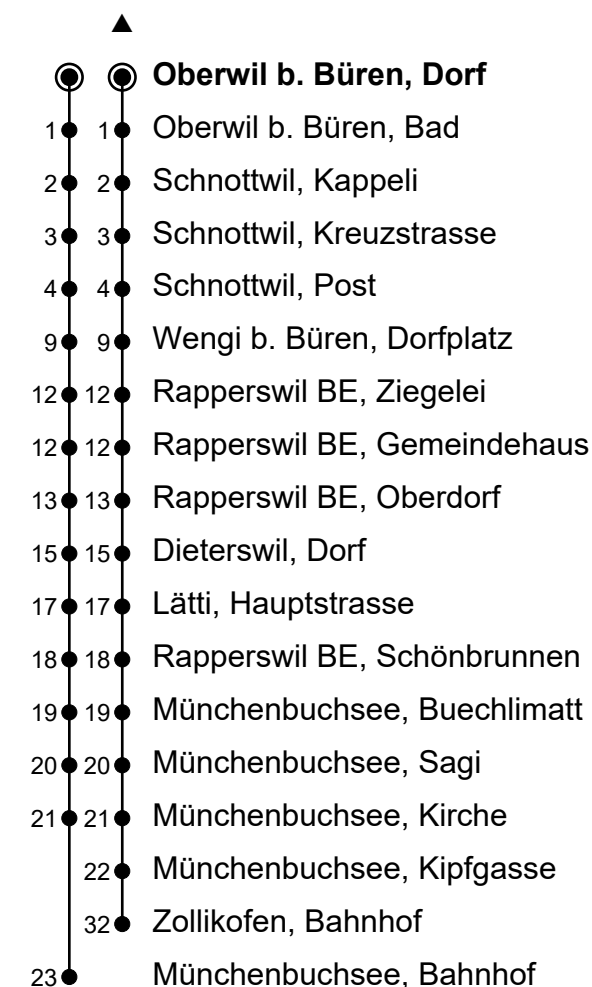 ▲
Oberwil b. Büren, Dorf
1 1 Oberwil b. Büren, Bad
2 2 Schnottwil, Kappeli
3 3 Schnottwil, Kreuzstrasse
4 4 Schnottwil, Post
9 9 Wengi b. Büren, Dorfplatz
12 12 Rapperswil BE, Ziegelei
12 12 Rapperswil BE, Gemeindehaus
13 13 Rapperswil BE, Oberdorf
15 15 Dieterswil, Dorf
17 17 Lätti, Hauptstrasse
18 18 Rapperswil BE, Schönbrunnen
19 19 Münchenbuchsee, Buechlimatt
20 20 Münchenbuchsee, Sagi
21 21 Münchenbuchsee, Kirche
22 Münchenbuchsee, Kipfgasse
32 Zollikofen, Bahnhof
23 Münchenbuchsee, Bahnhof